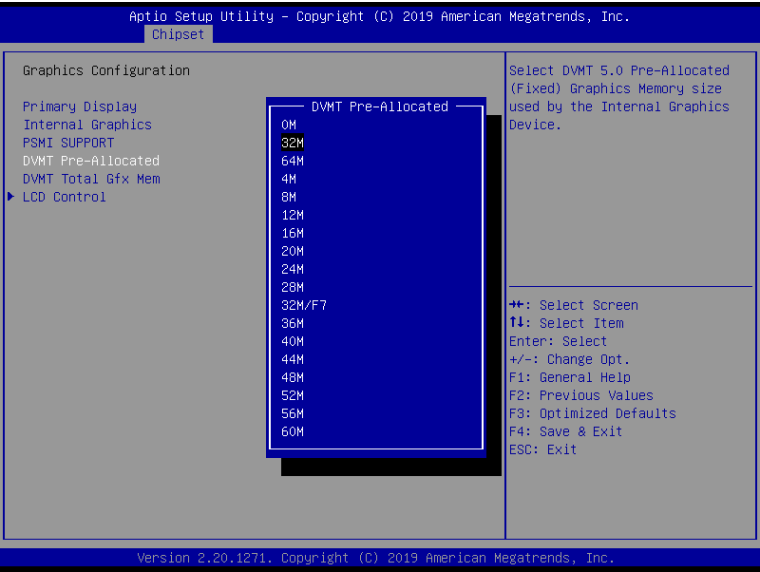 Aptio Setup Utility – Copyright (C) 2019 American Megatrends, Inc.
Chipset
Graphics Configuration
Primary Display
Internal Graphics
PSMI SUPPORT
DVMT Pre-Allocated
DVMT Total Gfx Mem
LCD Control
DVMT Pre-Allocated
0M
32M
64M
4M
8M
12M
16M
20M
24M
28M
32M/F7
36M
40M
44M
48M
52M
56M
60M
Select DVMT 5.0 Pre-Allocated
(Fixed) Graphics Memory size
used by the Internal Graphics
Device.
→←: Select Screen
↑↓: Select Item
Enter: Select
+/-: Change Opt.
F1: General Help
F2: Previous Values
F3: Optimized Defaults
F4: Save & Exit
ESC: Exit
Version 2.20.1271. Copyright (C) 2019 American Megatrends, Inc.